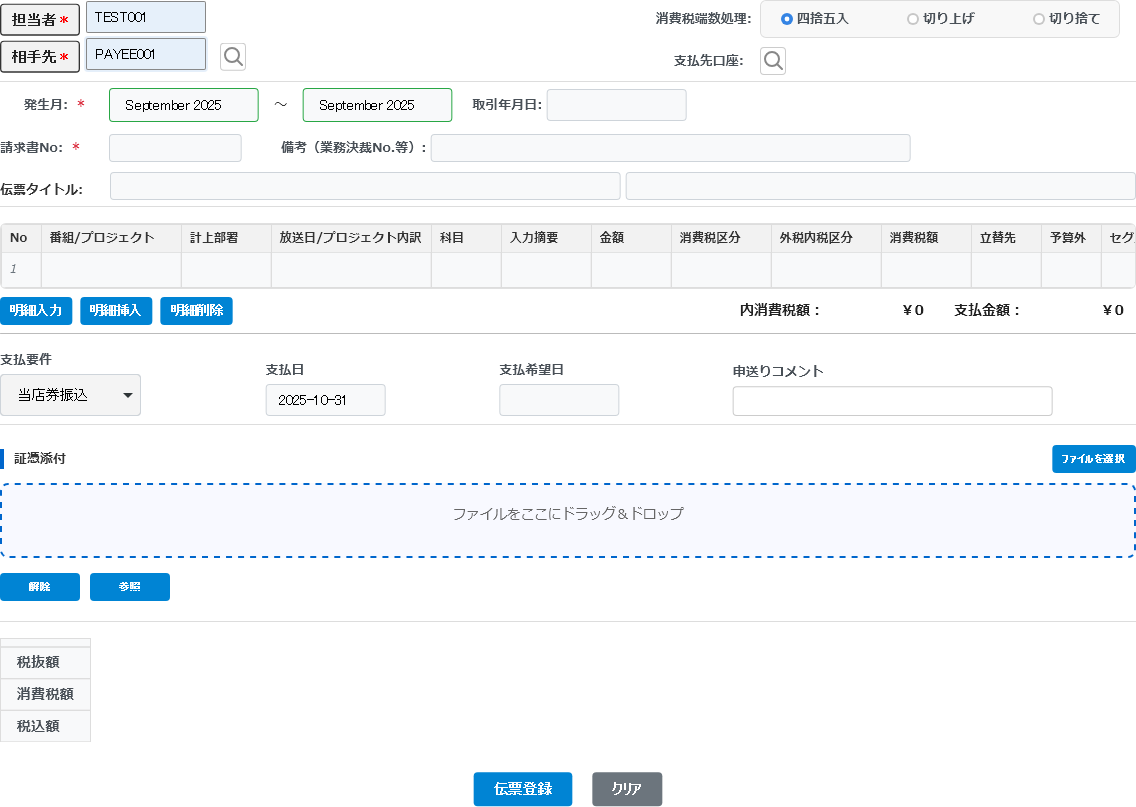 担当者* TEST001 消費税端数処理: 四捨五入 切り上げ 切り捨て
相手先* PAYEE001 支払先口座:
発生月: * September 2025 ～ September 2025 取引年月日:
請求書No: * 備考（業務決裁No.等）:
伝票タイトル:
No 番組/プロジェクト 計上部署 放送日/プロジェクト内訳 科目 入力摘要 金額 消費税区分 外税内税区分 消費税額 立替先 予算外 セグ
1
明細入力 明細挿入 明細削除 内消費税額： ￥0 支払金額： ￥0
支払要件 支払日 支払希望日 申送りコメント
当店券振込 2025-10-31
証憑添付 ファイルを選択
ファイルをここにドラッグ＆ドロップ
解除 参照
税抜額
消費税額
税込額
伝票登録 クリア